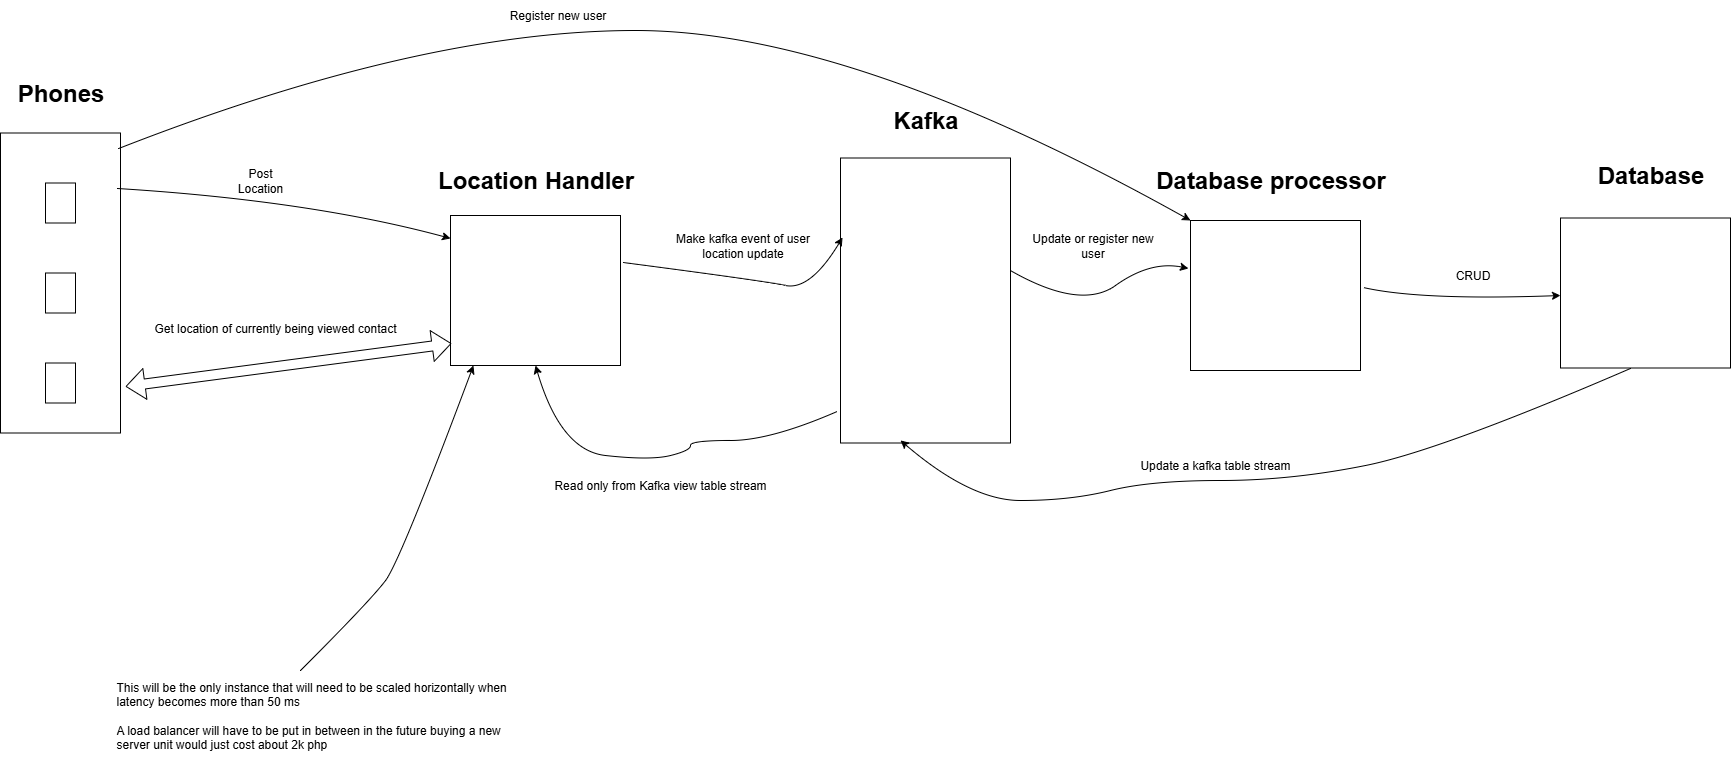 Register new user
Phones
Kafka
Post
Location
Location Handler
Database processor
Database
Make kafka event of user
location update
Update or register new
user
CRUD
Get location of currently being viewed contact
Update a kafka table stream
Read only from Kafka view table stream
This will be the only instance that will need to be scaled horizontally when
latency becomes more than 50 ms
A load balancer will have to be put in between in the future buying a new
server unit would just cost about 2k php